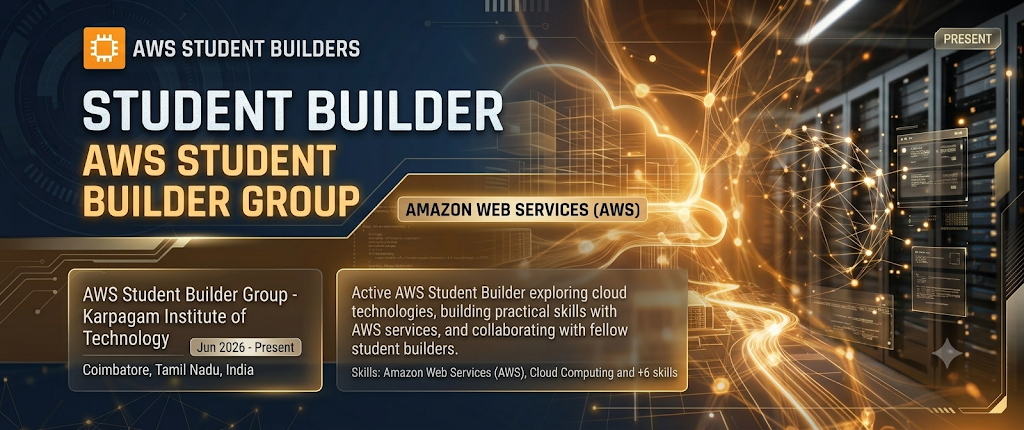 AWS STUDENT BUILDERS
PRESENT
STUDENT BUILDER
AWS STUDENT
BUILDER GROUP
AMAZON WEB SERVICES (AWS)
AWS Student Builder Group -
Karpagam Institute of
Technology
Jun 2026 - Present
Coimbatore, Tamil Nadu, India
Active AWS Student Builder exploring cloud
technologies, building practical skills with
AWS services, and collaborating with fellow
student builders.
Skills: Amazon Web Services (AWS), Cloud Computing and +6 skills